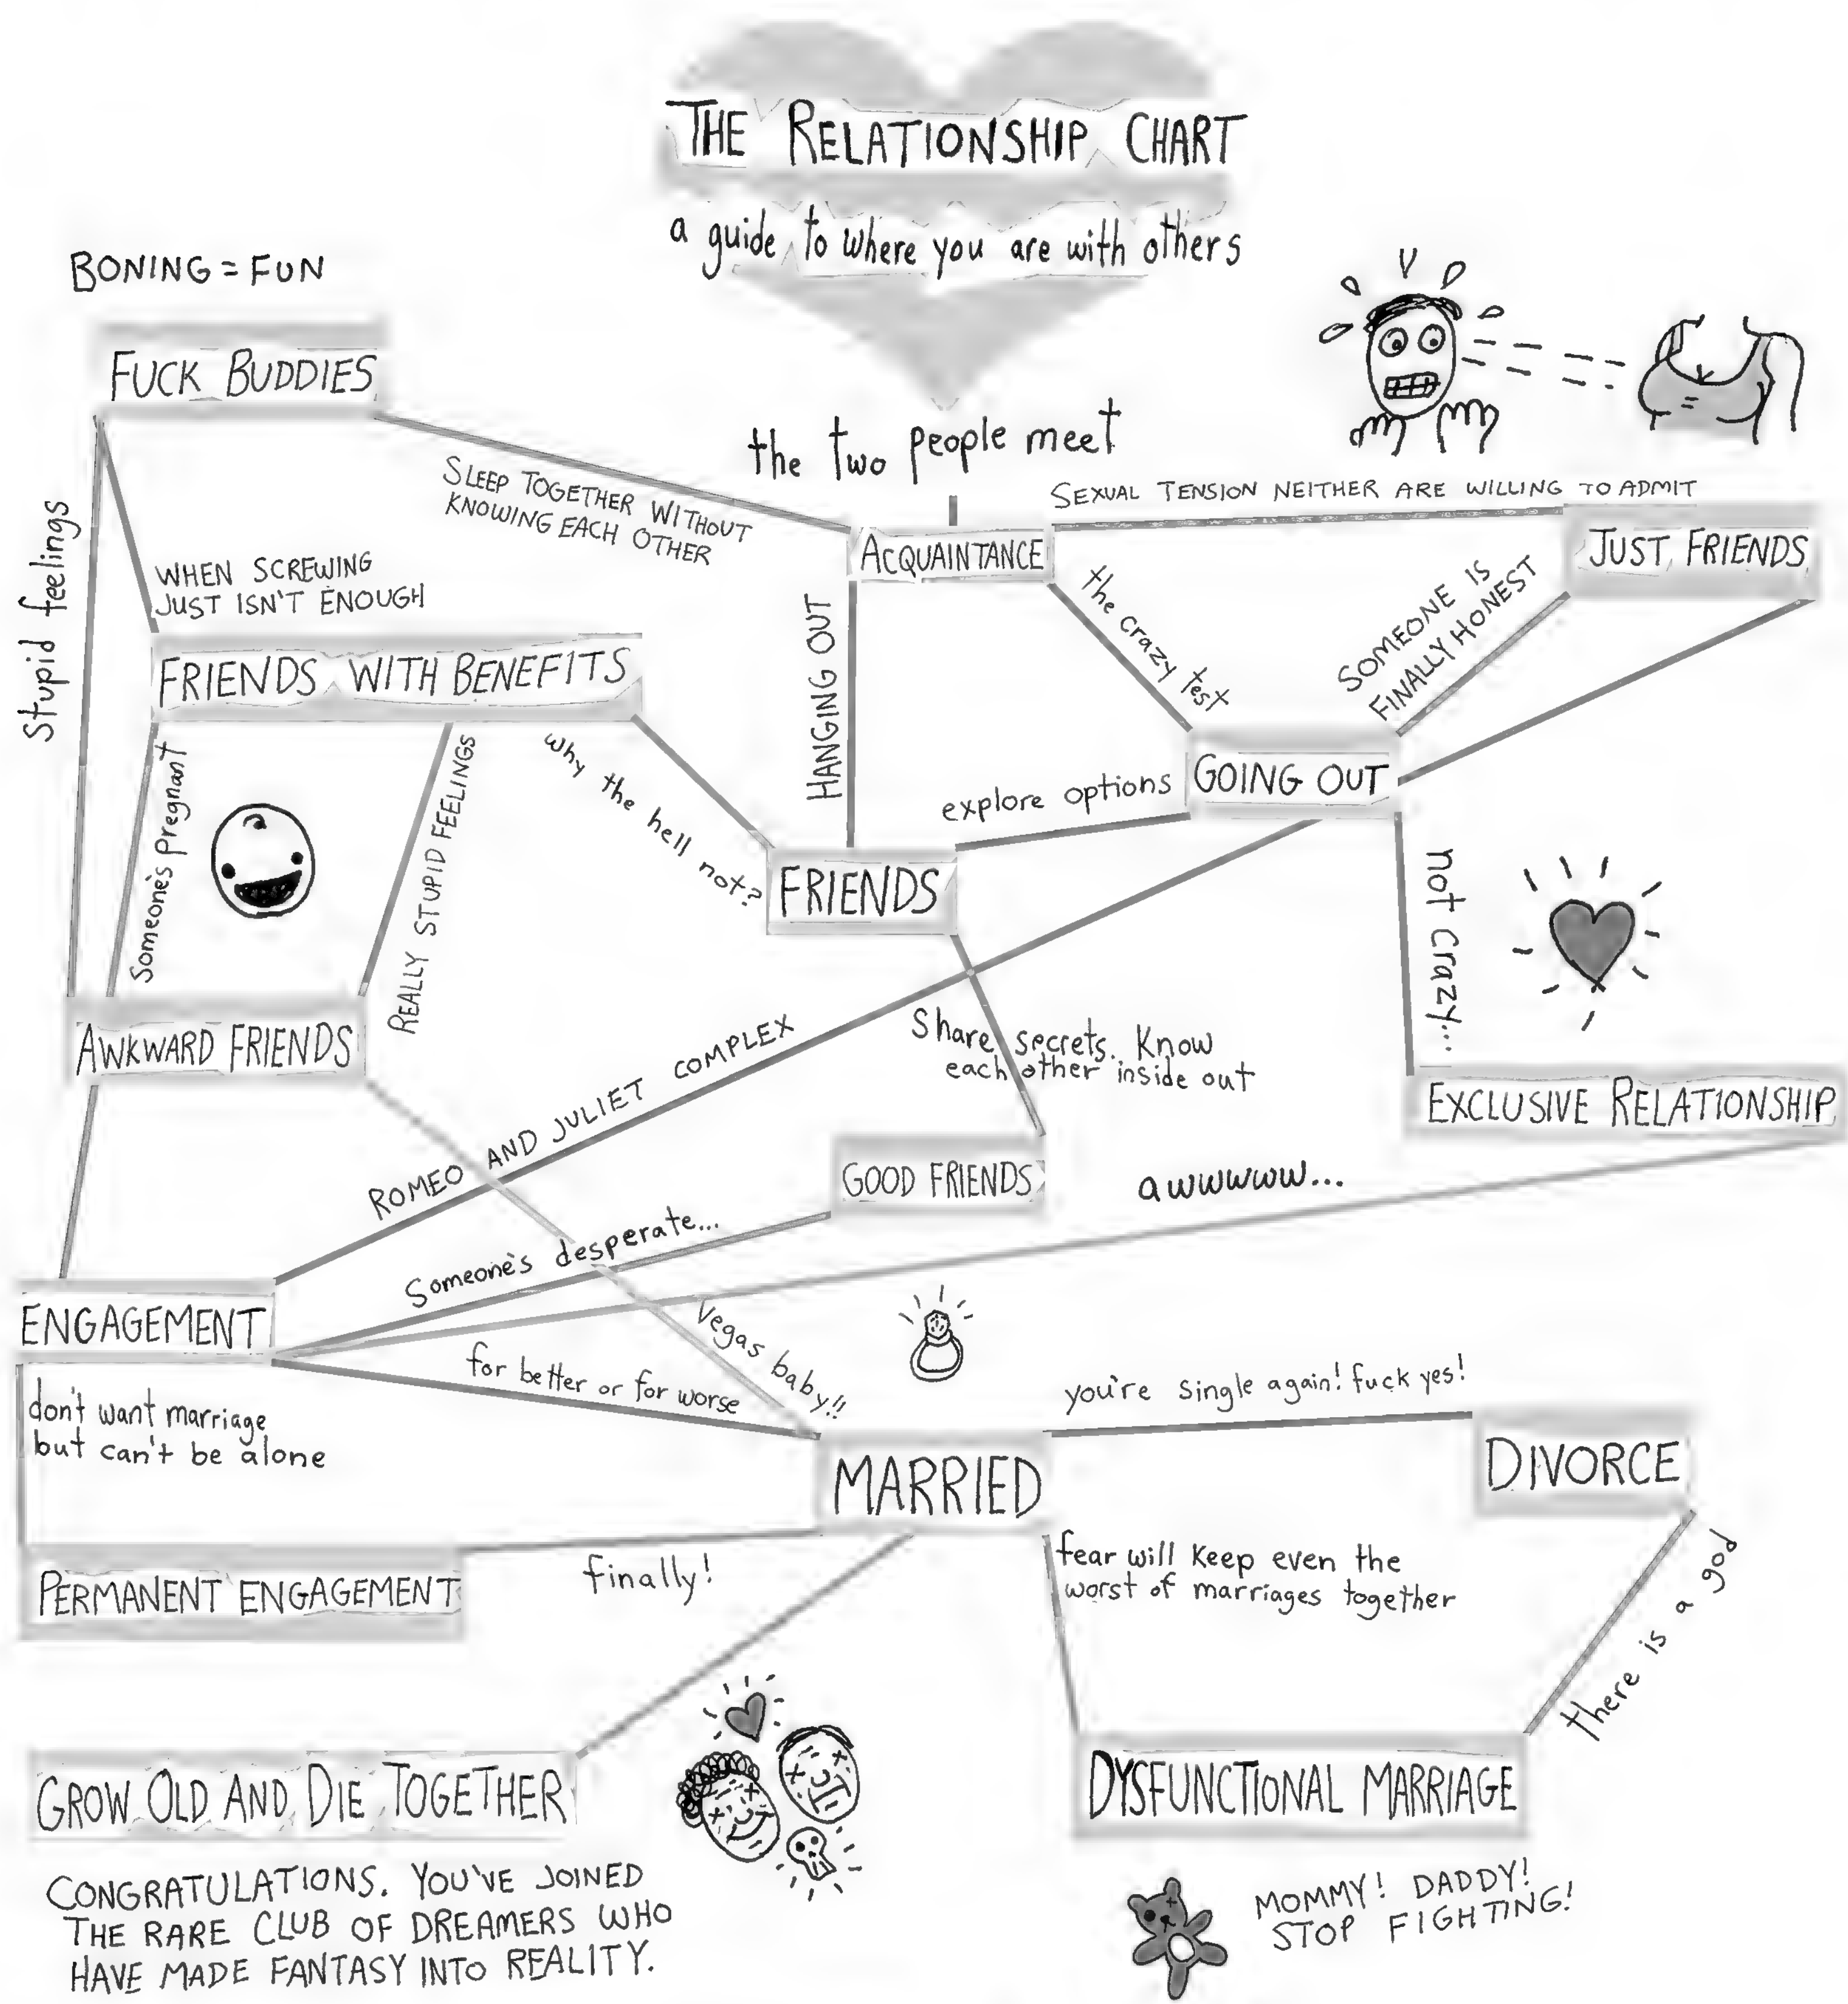 THE RELATIONSHIP CHART
a guide to where you are with others
BONING = FUN
FUCK BUDDIES
the two people meet
SLEEP TOGETHER WITHOUT
KNOWING EACH OTHER
SEXUAL TENSION NEITHER ARE WILLING TO ADMIT
ACQUAINTANCE
JUST FRIENDS
Stupid feelings
WHEN SCREWING
JUST ISN'T ENOUGH
HANGING OUT
the crazy test
SOMEONE IS
FINALLY HONEST
FRIENDS WITH BENEFITS
Someone's pregnant
REALLY STUPID FEELINGS
Why the hell not?
explore options
GOING OUT
FRIENDS
not crazy...
AWKWARD FRIENDS
ROMEO AND JULIET COMPLEX
Share secrets. Know
each other inside out
EXCLUSIVE RELATIONSHIP
GOOD FRIENDS
awwwww...
Someone's desperate...
ENGAGEMENT
Vegas baby!!
for better or for worse
don't want marriage
but can't be alone
you're single again! fuck yes!
MARRIED
DIVORCE
PERMANENT ENGAGEMENT
finally!
fear will keep even the
worst of marriages together
there is a god
GROW OLD AND DIE TOGETHER
DYSFUNCTIONAL MARRIAGE
CONGRATULATIONS. YOU'VE JOINED
THE RARE CLUB OF DREAMERS WHO
HAVE MADE FANTASY INTO REALITY.
MOMMY! DADDY!
STOP FIGHTING!